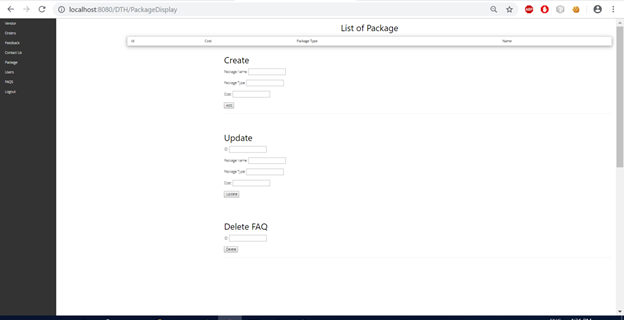 localhost:8080/DTH/PackageDisplay
Vendor
Orders
Feedback
Contact Us
Package
Users
FAQS
Logout
List of Package
Id Cost Package Type Name
Create
Package name:
Package Type:
Cost:
Add
Update
ID:
Package name:
Package Type:
Cost:
Update
Delete FAQ
ID:
Delete